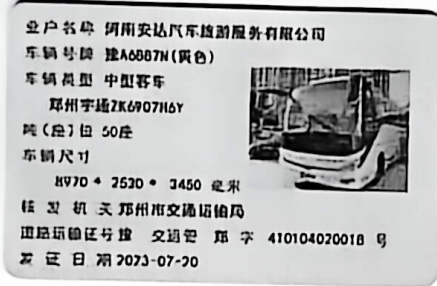 业户名称 河南安达汽车旅游服务有限公司
车辆号牌 豫A6887N(黄色)
车辆类型 中型客车
郑州宇通ZK6907H6Y
吨(座)位 50座
车辆尺寸
8970 * 2530 * 3450 毫米
核发机关 郑州市交通运输局
道路运输证号豫 交运管 郑 字 410104020018 号
发证日期 2023-07-20